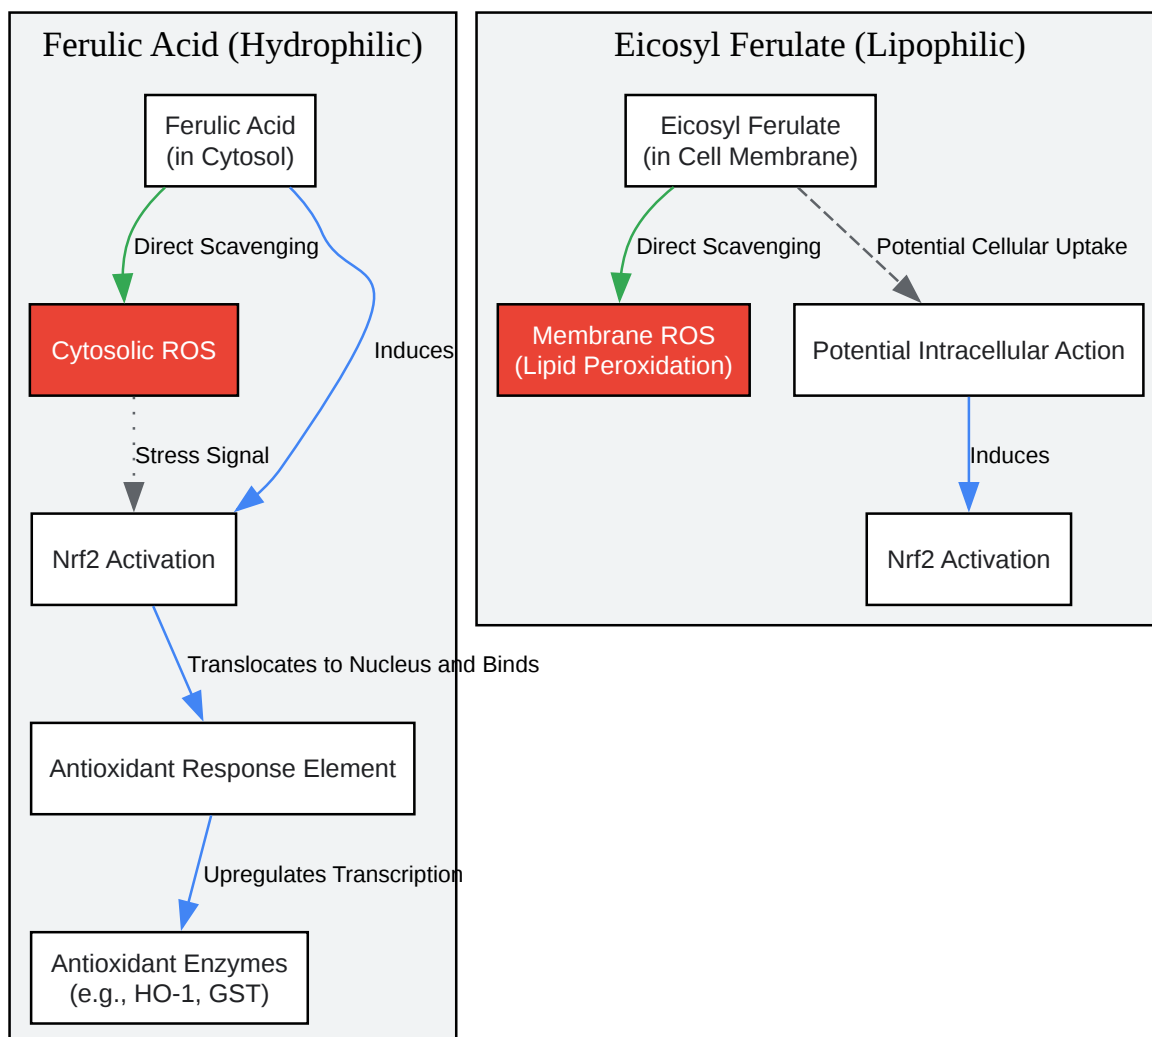 Ferulic Acid (Hydrophilic)
Ferulic Acid
(in Cytosol)
Direct Scavenging
Cytosolic ROS
Induces
Stress Signal
Nrf2 Activation
Translocates to Nucleus and Binds
Antioxidant Response Element
Upregulates Transcription
Antioxidant Enzymes
(e.g., HO-1, GST)
Eicosyl Ferulate (Lipophilic)
Eicosyl Ferulate
(in Cell Membrane)
Direct Scavenging
Potential Cellular Uptake
Membrane ROS
(Lipid Peroxidation)
Potential Intracellular Action
Induces
Nrf2 Activation